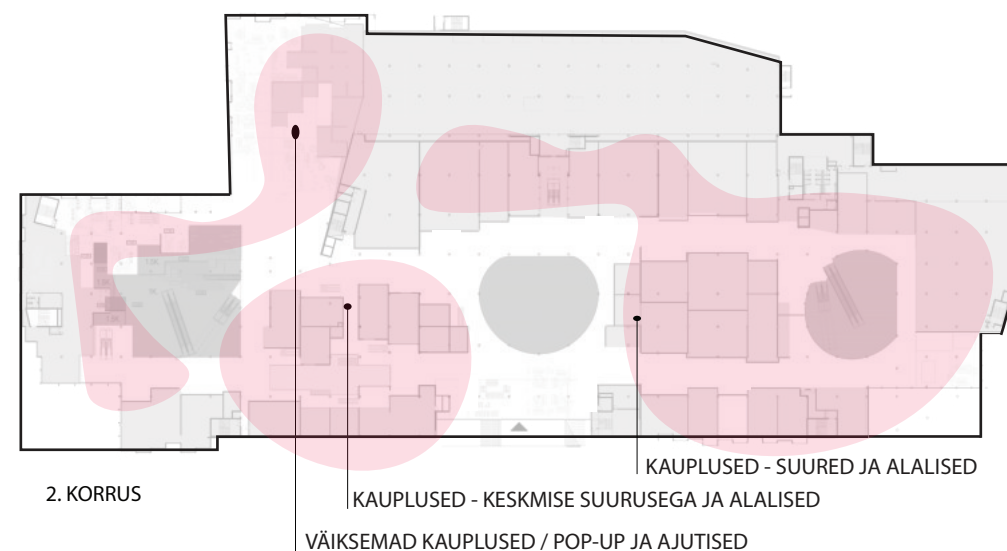 KAUPLUSED - SUURED JA ALALISED
2. KORRUS
KAUPLUSED - KESKMISE SUURUSEGA JA ALALISED
VÄIKSEMAD KAUPLUSED / POP-UP JA AJUTISED